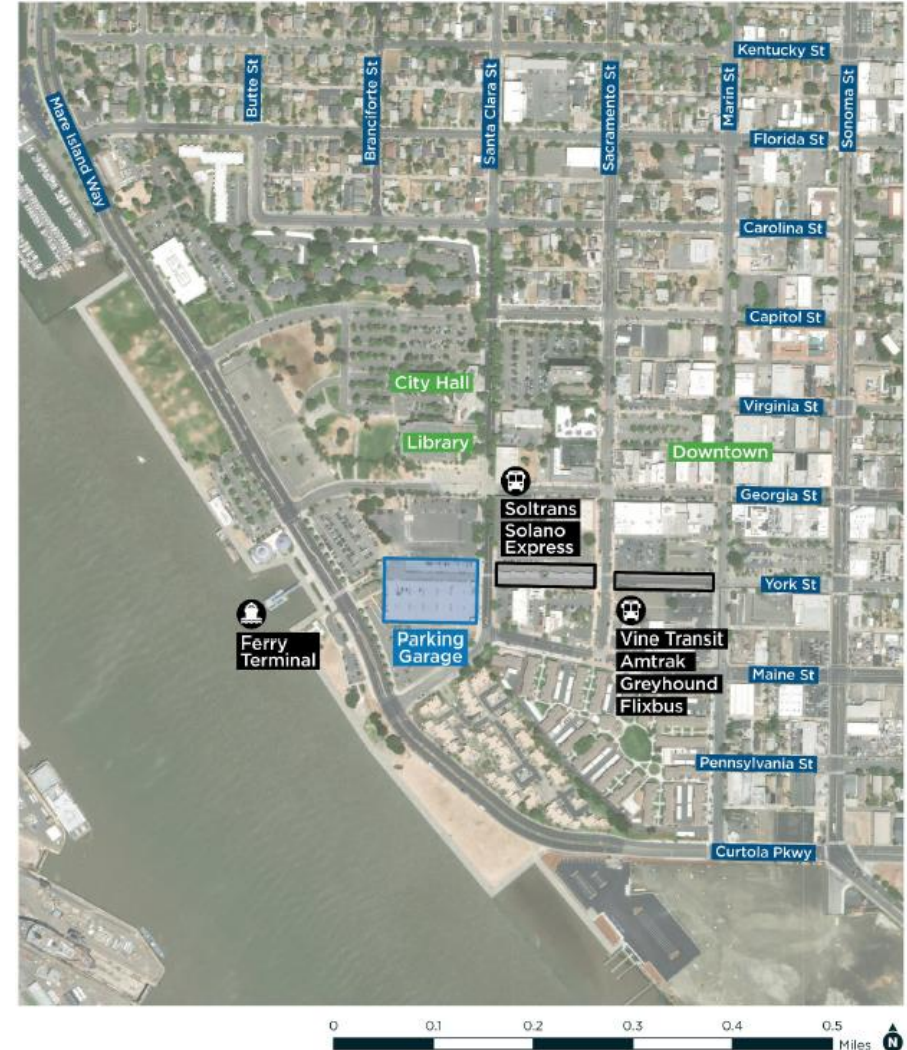 Kentucky St
Butte St
Branciforte St
Santa Clara St
Sacramento St
Marin St
Sonoma St
Mare Island Way
Florida St
Carolina St
Capitol St
City Hall
Virginia St
Library
Downtown
Georgia St
Soltrans
Solano
Express
York St
Ferry
Terminal
Parking
Garage
Vine Transit
Amtrak
Greyhound
Flixbus
Maine St
Pennsylvania St
Curtola Pkwy
0 0.1 0.2 0.3 0.4 0.5
Miles N